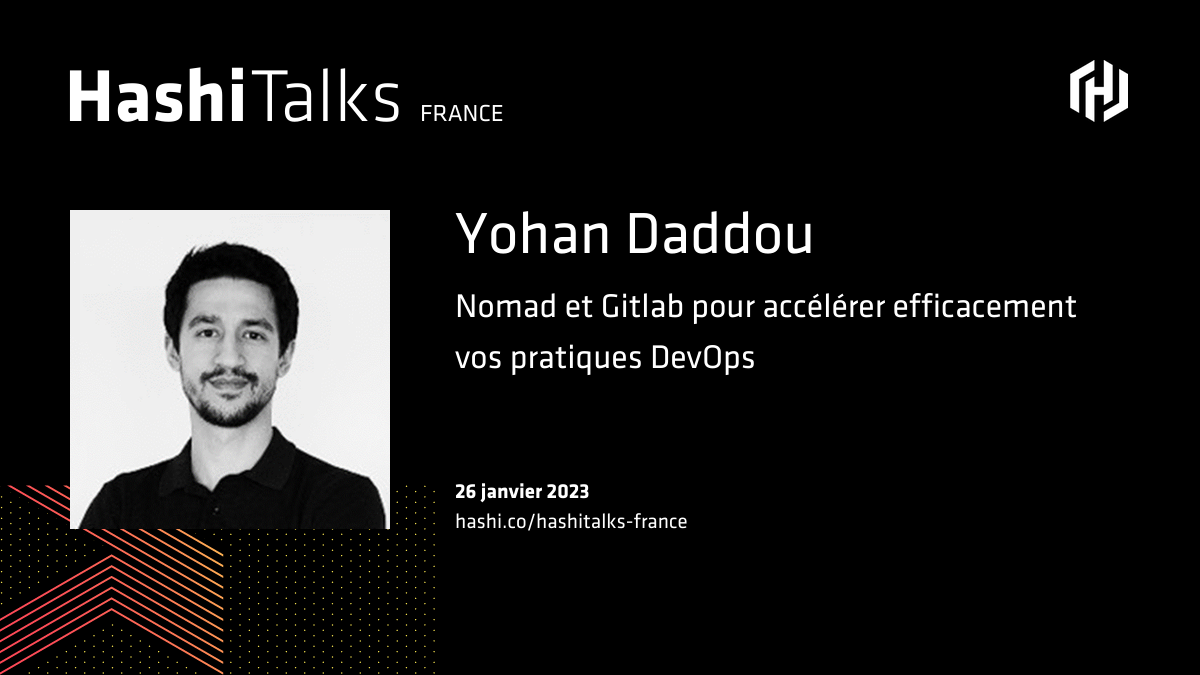 HashiTalks FRANCE
Yohan Daddou
Nomad et Gitlab pour accélérer efficacement
vos pratiques DevOps
26 janvier 2023
hashi.co/hashitalks-france